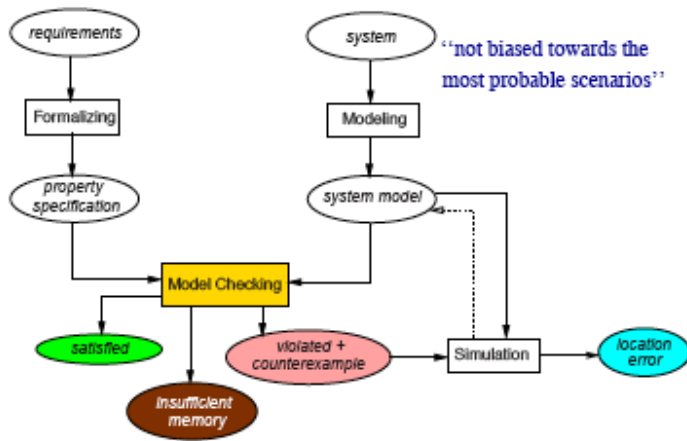 requirements
system
“not biased towards the
most probable scenarios”
Formalizing
Modeling
property
specification
system model
Model Checking
satisfied
violated +
counterexample
Simulation
location
error
insufficient
memory